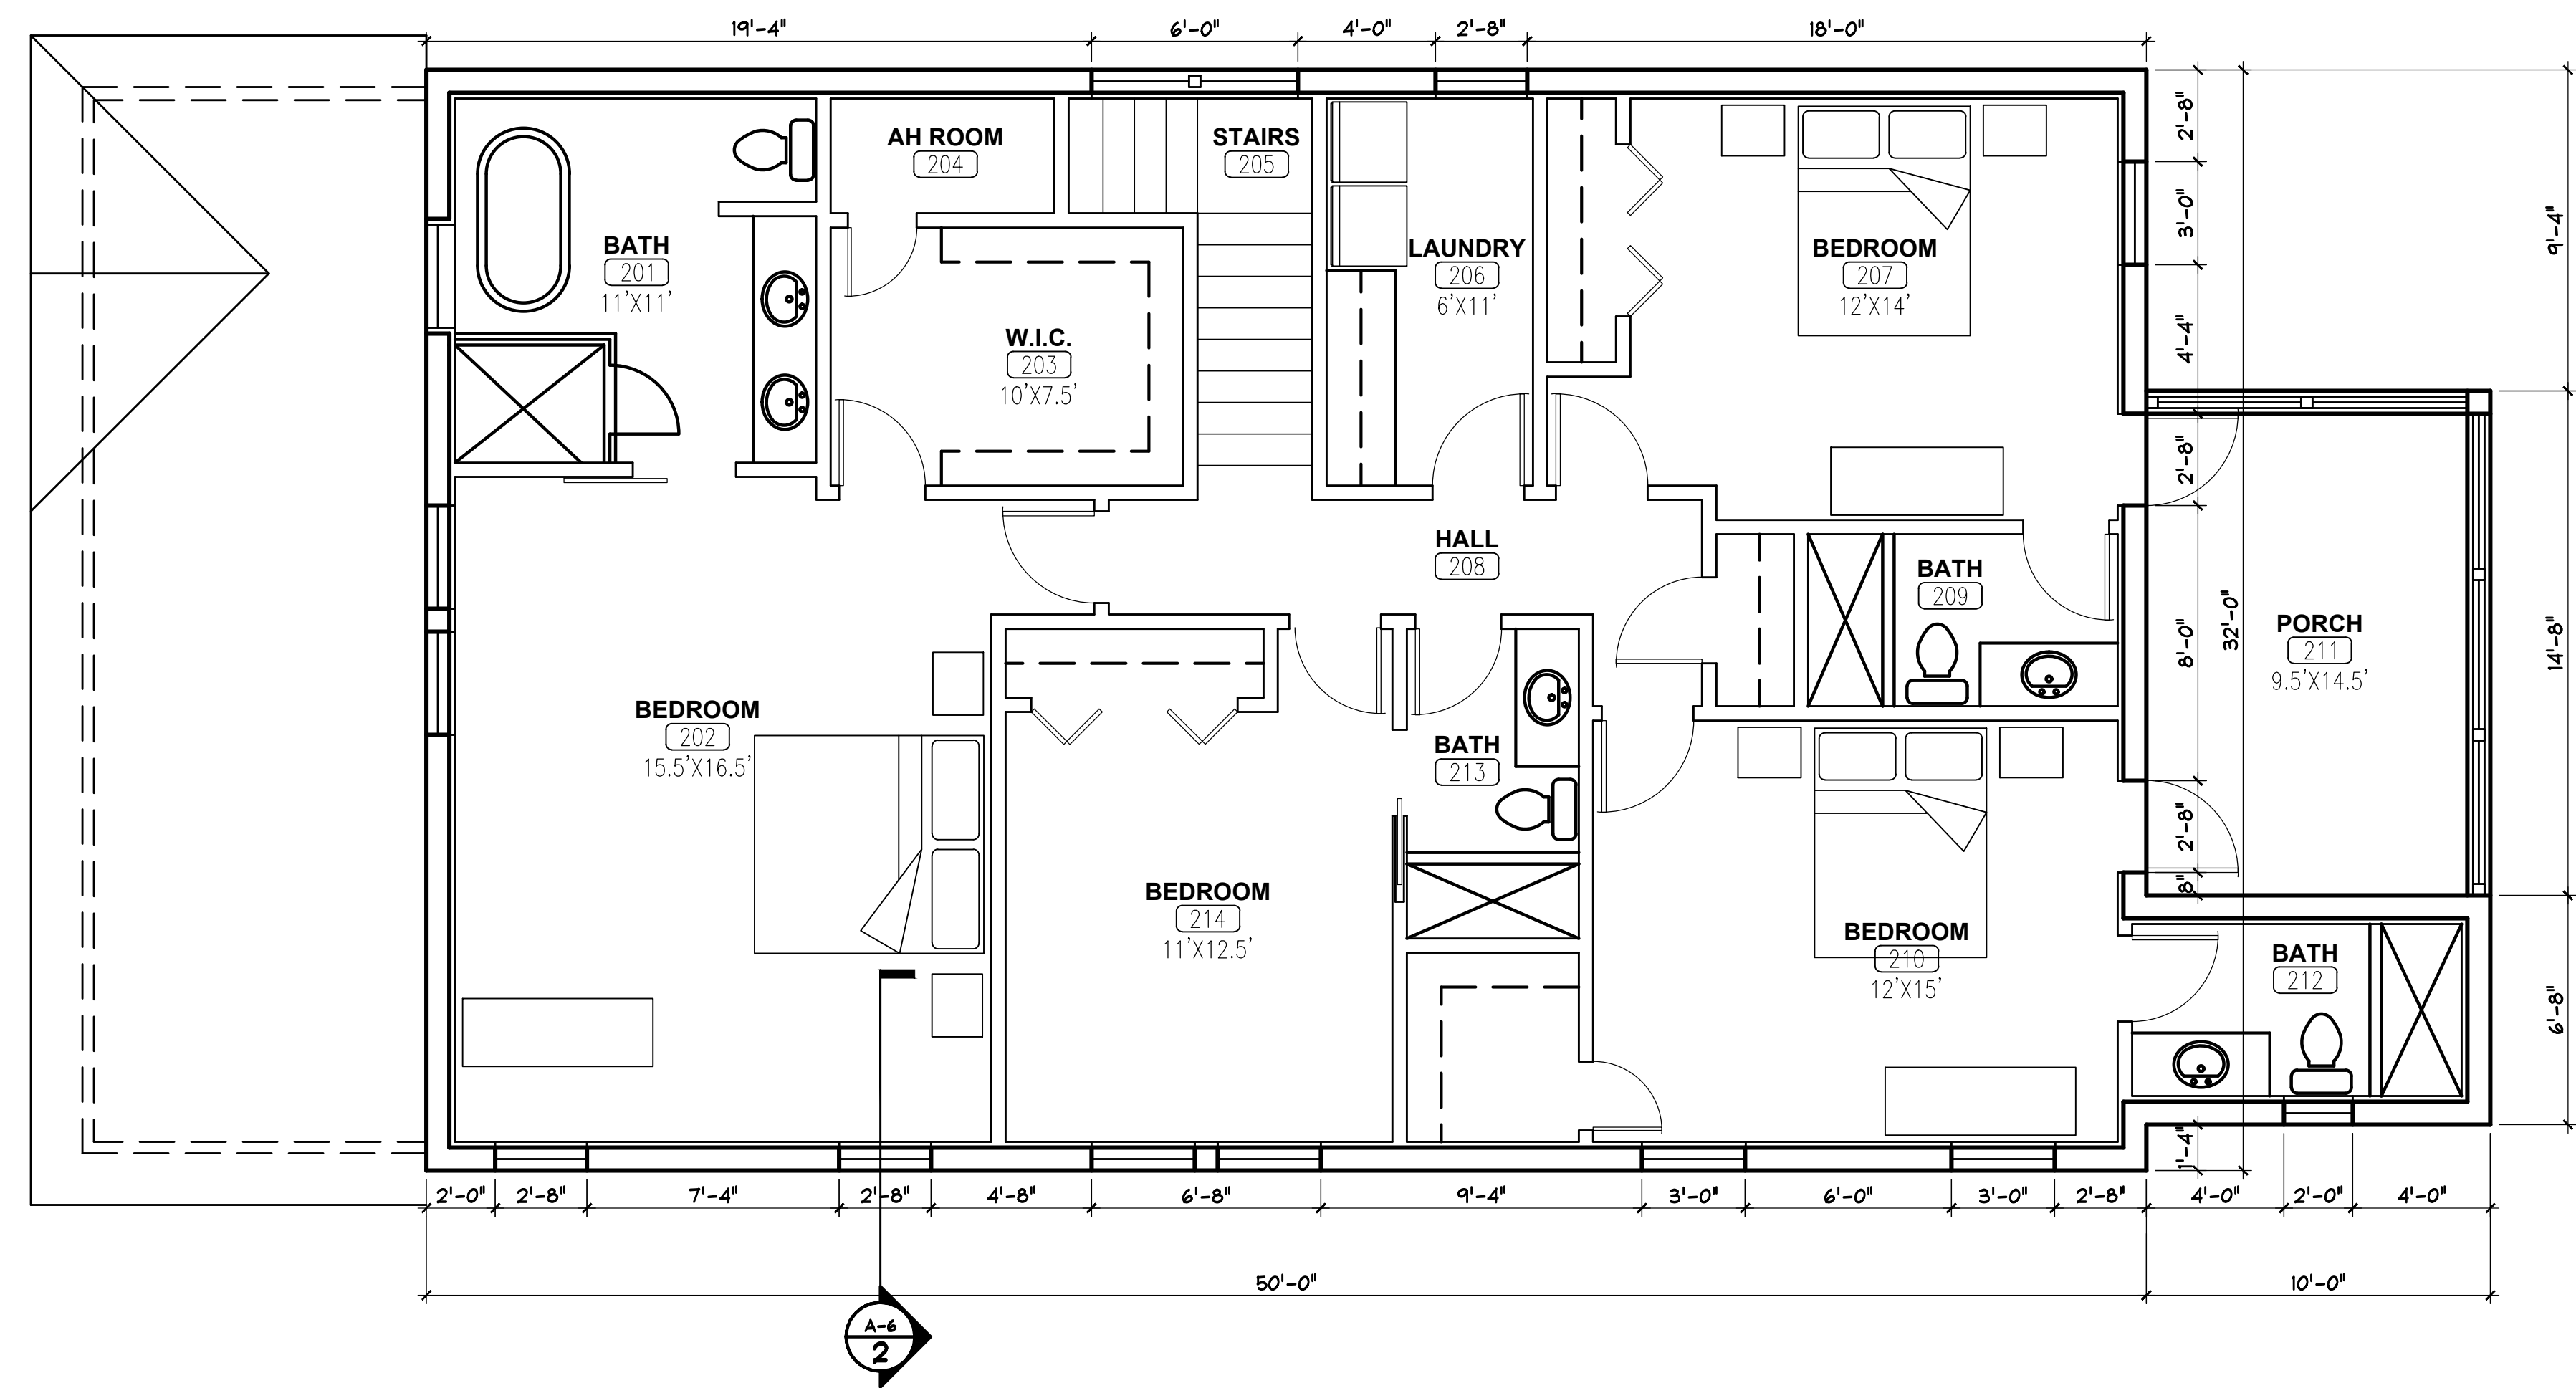 19'-4" 6'-0" 4'-0" 2'-8" 18'-0"
AH ROOM
204
STAIRS
205
BATH
201
11'X11'
LAUNDRY
206
6'X11'
BEDROOM
207
12'X14'
W.I.C.
203
10'X7.5'
2'-8"
3'-0"
4'-4"
2'-8"
8'-0"
2'-8"
8"
1'-4"
32'-0"
9'-4"
14'-8"
6'-8"
HALL
208
BATH
209
PORCH
211
9.5'X14.5'
BEDROOM
202
15.5'X16.5'
BATH
213
BEDROOM
214
11'X12.5'
BEDROOM
210
12'X15'
BATH
212
2'-0" 2'-8" 7'-4" 2'-8" 4'-8" 6'-8" 9'-4" 3'-0" 6'-0" 3'-0" 2'-8" 4'-0" 2'-0" 4'-0"
50'-0" 10'-0"
A-6
2